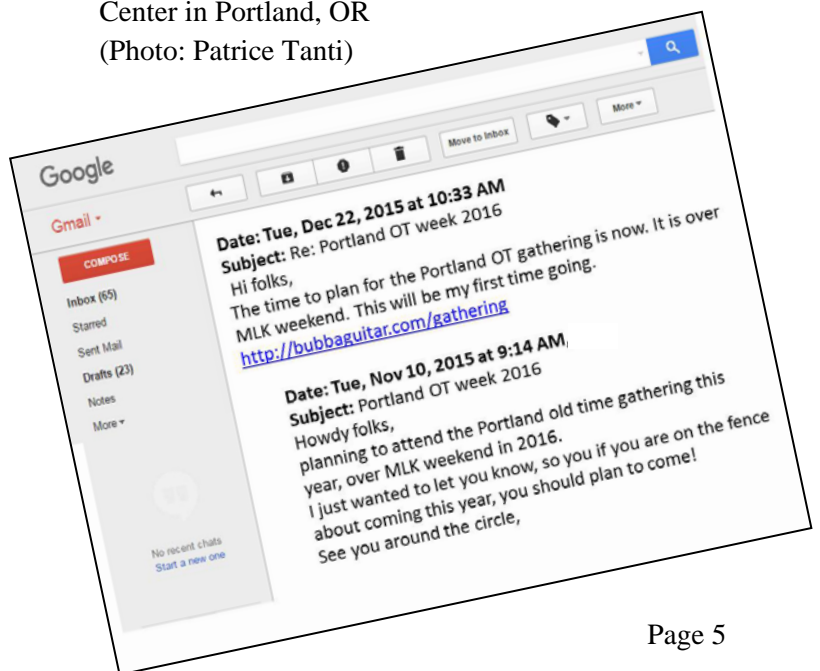 Center in Portland, OR
(Photo: Patrice Tanti)
Google
Move to Inbox
More
Gmail
COMPOSE
Inbox (65)
Starred
Sent Mail
Drafts (23)
Notes
More
No recent chats
Start a new one
Date: Tue, Dec 22, 2015 at 10:33 AM
Subject: Re: Portland OT week 2016
Hi folks,
The time to plan for the Portland OT gathering is now. It is over
MLK weekend. This will be my first time going.
http://bubbaguitar.com/gathering
Date: Tue, Nov 10, 2015 at 9:14 AM,
Subject: Portland OT week 2016
Howdy folks,
planning to attend the Portland old time gathering this
year, over MLK weekend in 2016.
I just wanted to let you know, so you if you are on the fence
about coming this year, you should plan to come!
See you around the circle,
Page 5